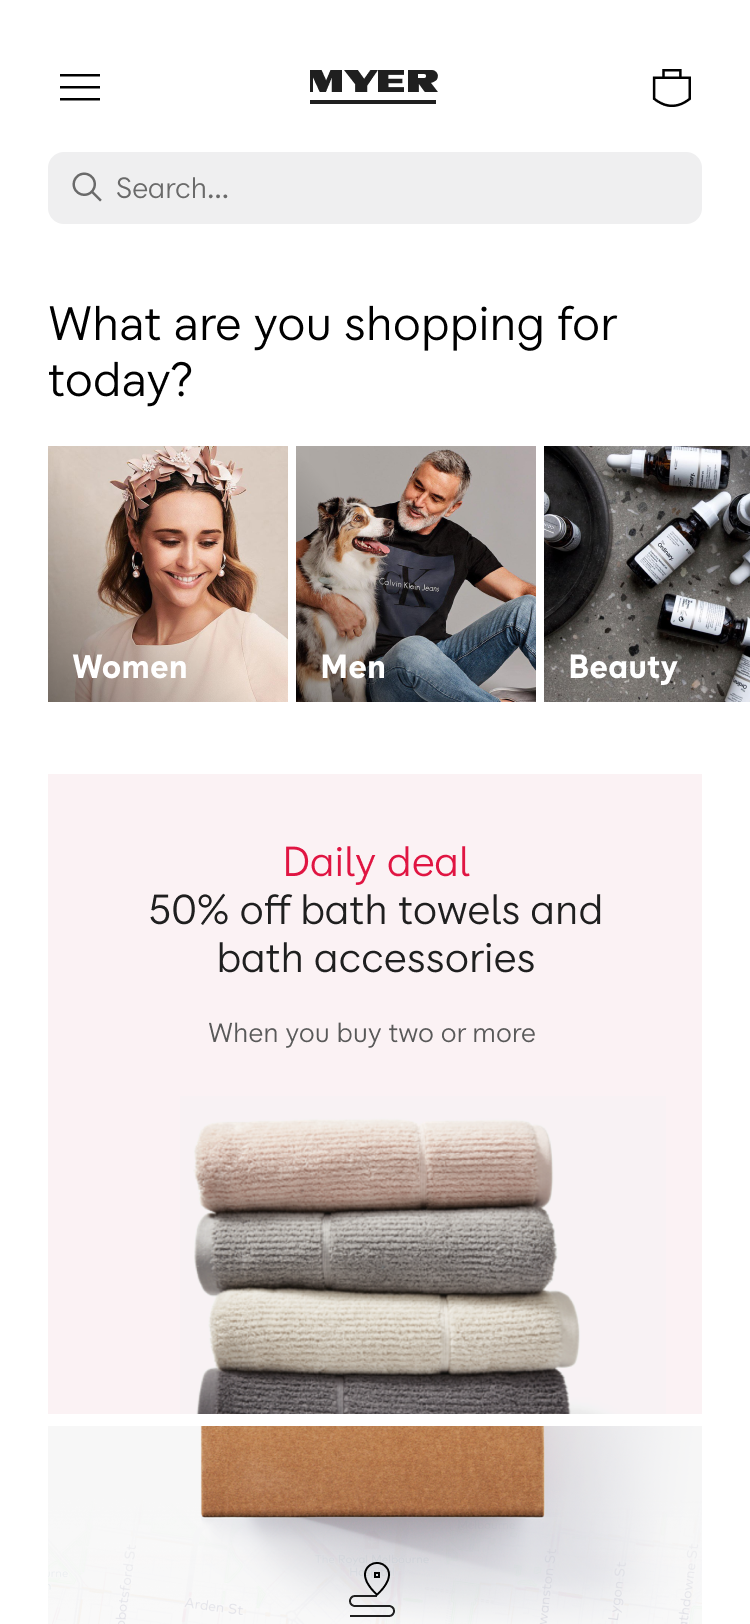 MYER
Search...
What are you shopping for
today?
Calvin Klein Jeans
Women
Men
Beauty
Daily deal
50% off bath towels and
bath accessories
When you buy two or more
Arden St